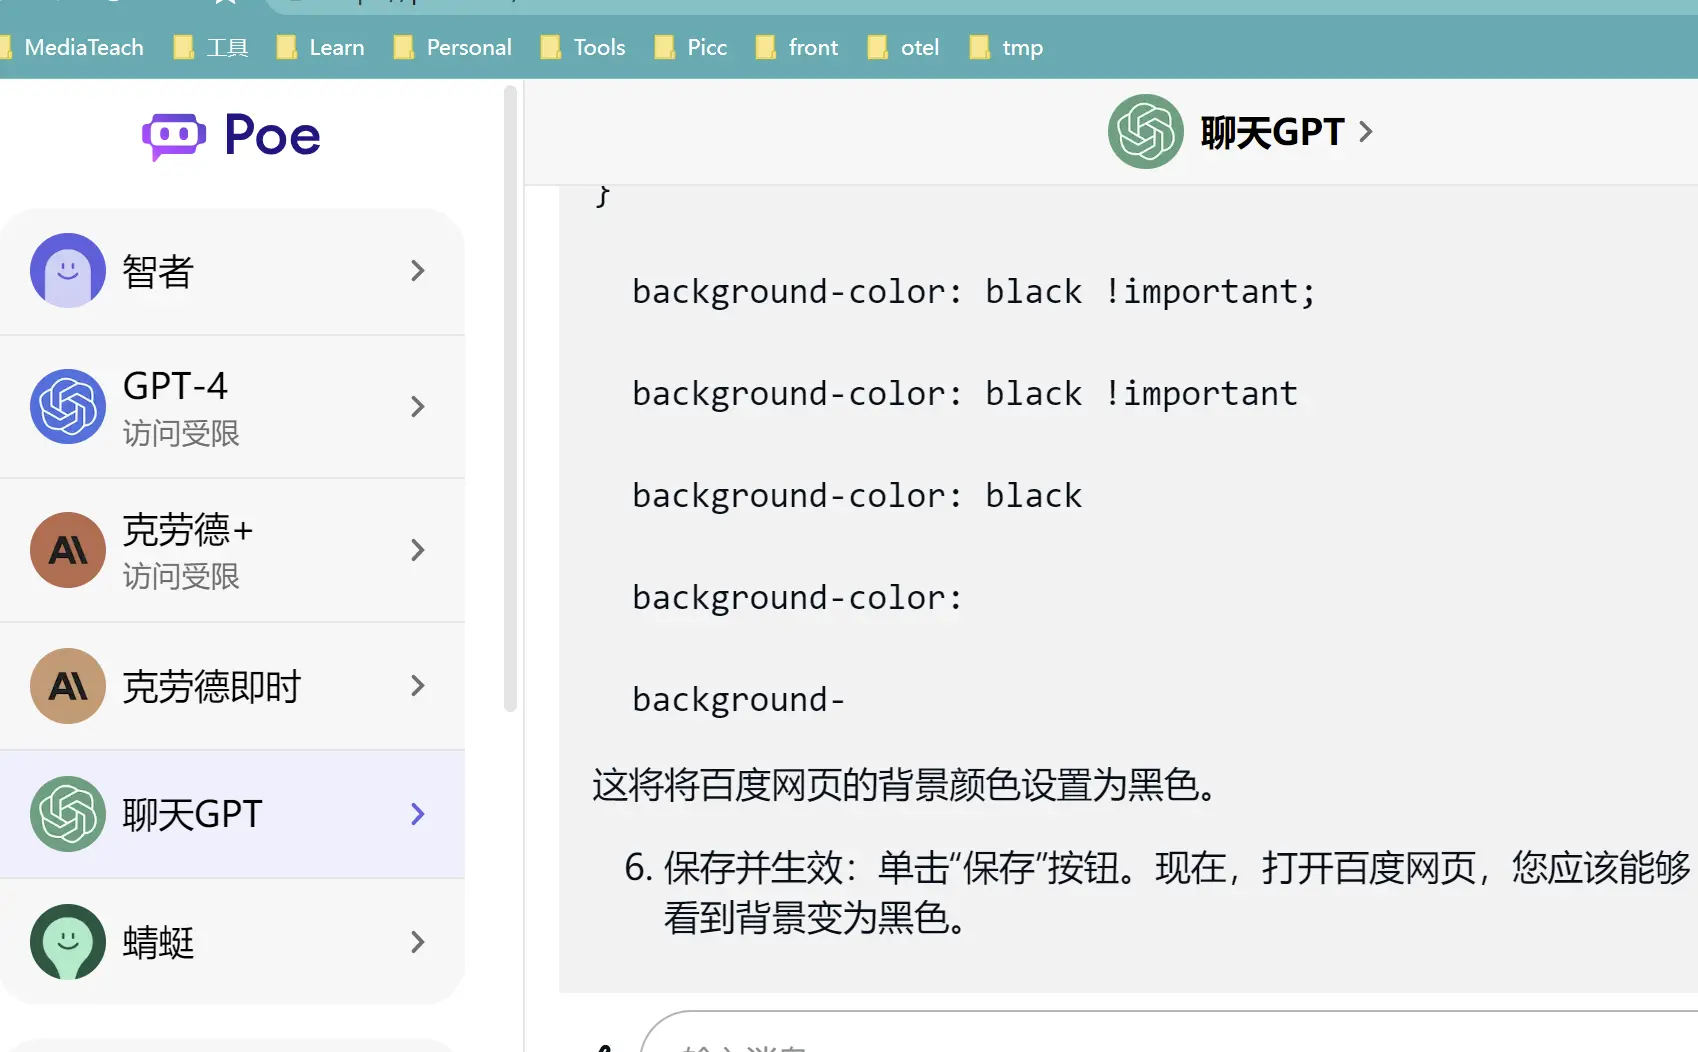 MediaTeach 工具 Learn Personal Tools Picc front otel tmp
Poe
智者
GPT-4
访问受限
克劳德+
访问受限
克劳德即时
聊天GPT
蜻蜓
聊天GPT
}
background-color: black !important;
background-color: black !important
background-color: black
background-color:
background-
这将将百度网页的背景颜色设置为黑色。
6. 保存并生效：单击“保存”按钮。现在，打开百度网页，您应该能够
看到背景变为黑色。